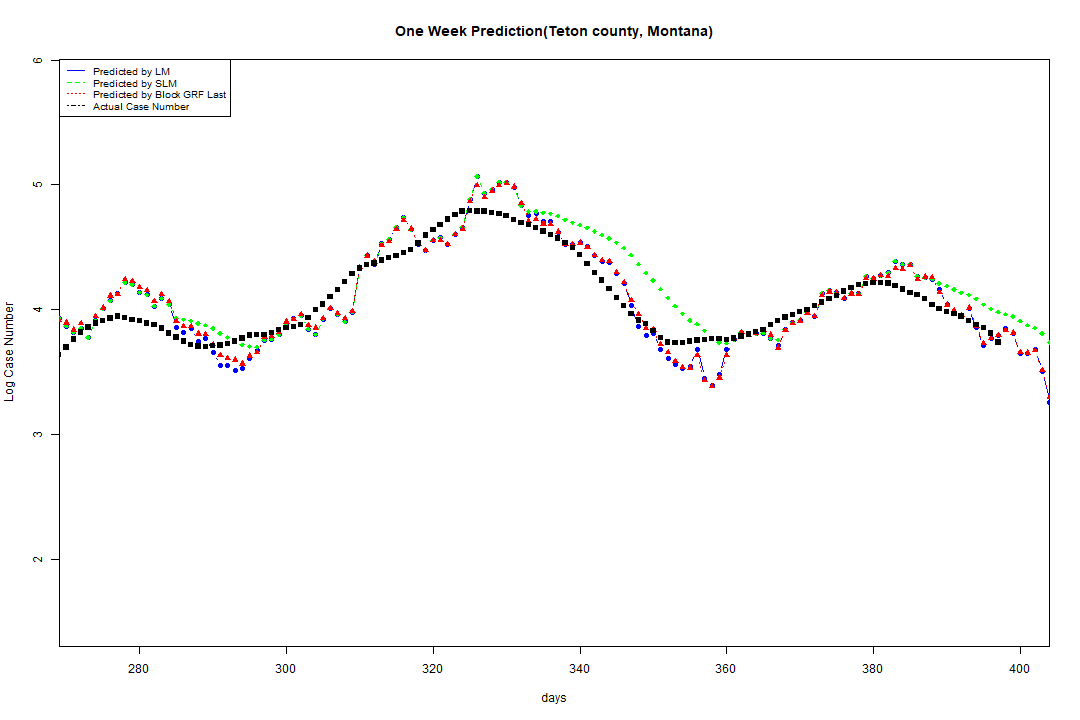 One Week Prediction(Teton county, Montana)
Predicted by LM
Predicted by SLM
Predicted by Block GRF Last
Actual Case Number
6
5
4
3
2
Log Case Number
280 300 320 340 360 380 400
days